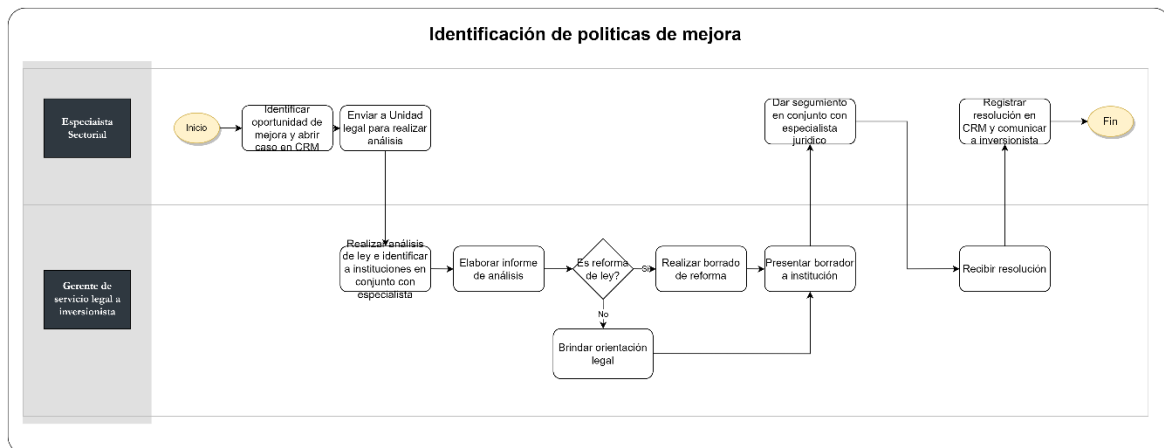 Identificación de politicas de mejora
Especiaista
Sectorial
Inicio
Identificar
oportunidad de
mejora y abrir
caso en CRM
Enviar a Unidad
legal para realizar
análisis
Dar segumiento
en conjunto con
especialista
juridico
Registrar
resolución en
CRM y comunicar
a inversionista
Fin
Gerente de
servicio legal a
inversionista
Realizar análisis
de ley e identificar
a instituciones en
conjunto con
especialista
Elaborar informe
de análisis
Es reforma
de ley?
Si
Realizar borrado
de reforma
Presentar borrador
a institución
Recibir resolución
No
Brindar orientación
legal